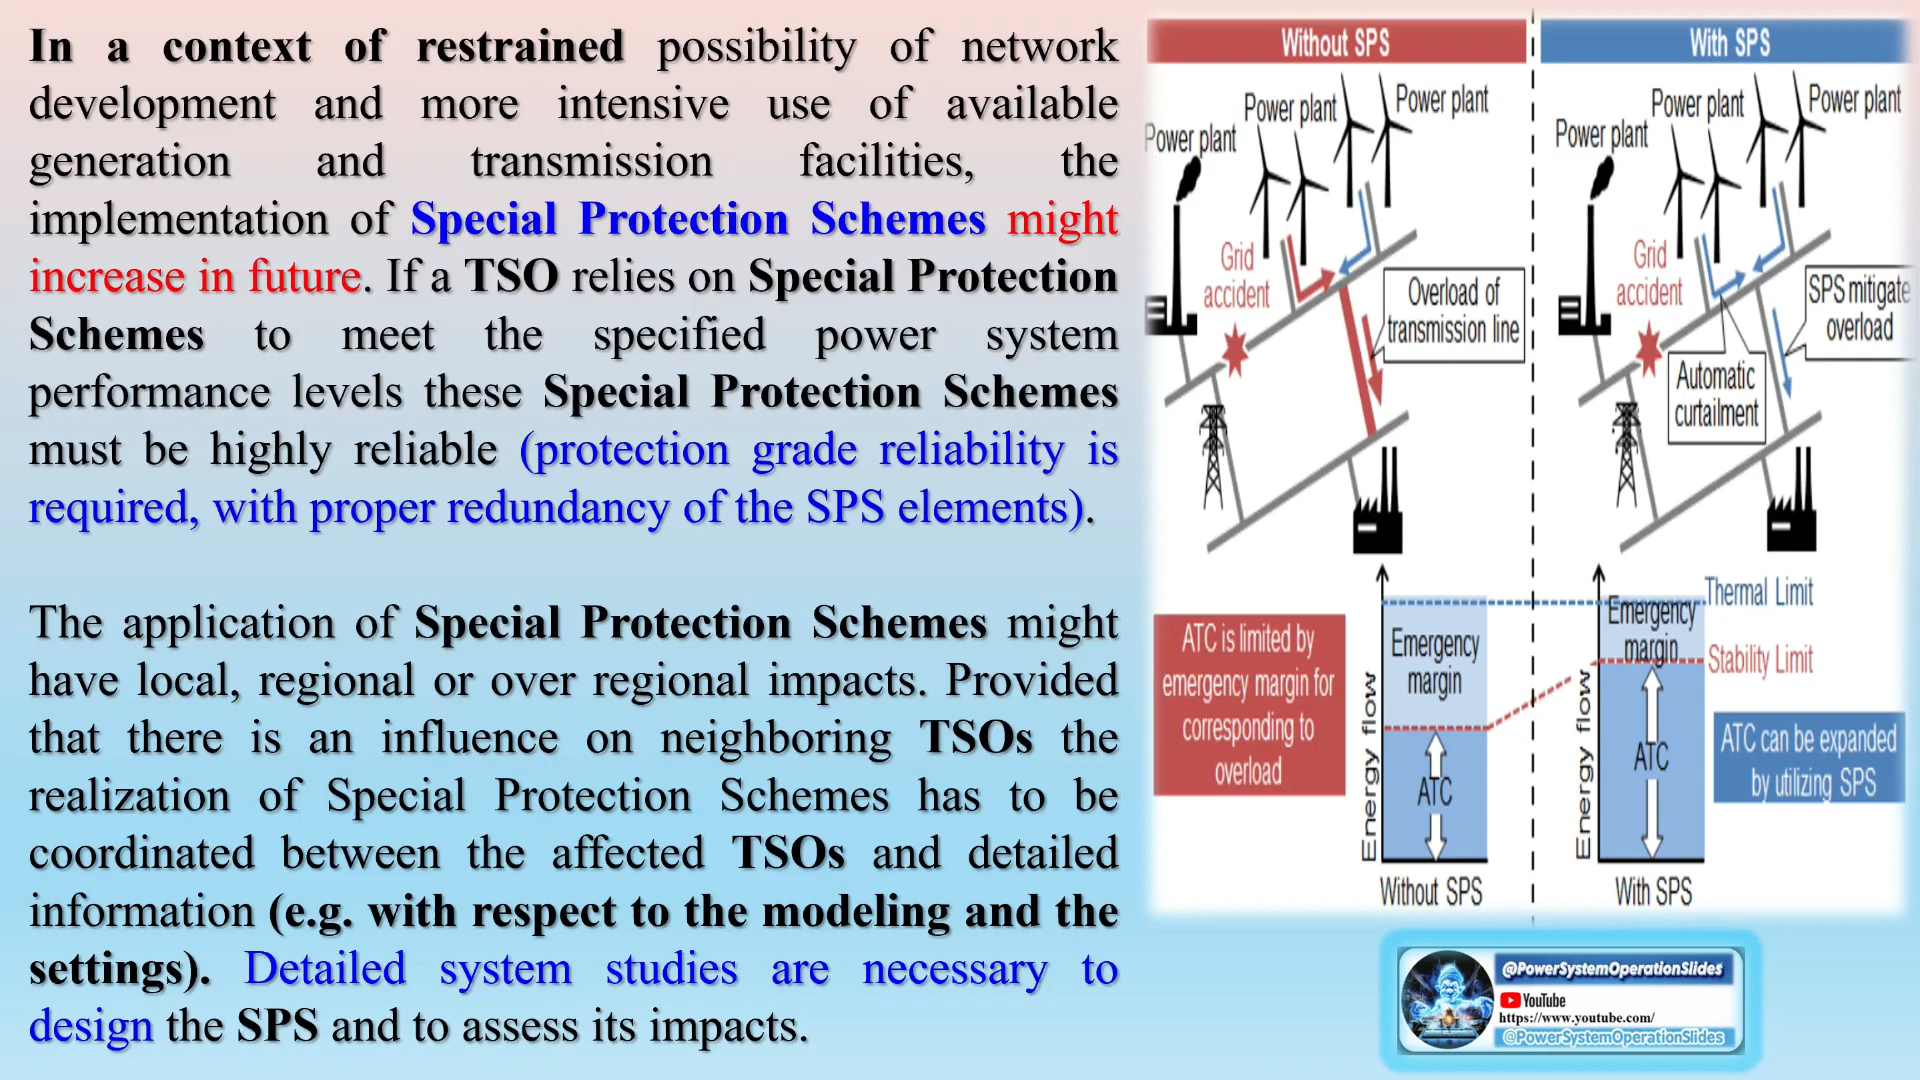 In a context of restrained possibility of network
development and more intensive use of available
generation and transmission facilities, the
implementation of Special Protection Schemes might
increase in future. If a TSO relies on Special Protection
Schemes to meet the specified power system
performance levels these Special Protection Schemes
must be highly reliable (protection grade reliability is
required, with proper redundancy of the SPS elements).
The application of Special Protection Schemes might
have local, regional or over regional impacts. Provided
that there is an influence on neighboring TSOs the
realization of Special Protection Schemes has to be
coordinated between the affected TSOs and detailed
information (e.g. with respect to the modeling and the
settings). Detailed system studies are necessary to
design the SPS and to assess its impacts.
Without SPS
Power plant
Power plant
Power plant
Grid
accident
Overload of
transmission line
With SPS
Power plant
Power plant
Power plant
Grid
accident
SPS mitigate
overload
Automatic
curtailment
ATC is limited by
emergency margin for
corresponding to
overload
Energy flow
Emergency
margin
ATC
Without SPS
Energy flow
Emergency
margin
ATC
With SPS
Thermal Limit
Stability Limit
ATC can be expanded
by utilizing SPS
@PowerSystemOperationSlides
YouTube
https://www.youtube.com/
@PowerSystemOperationSlides